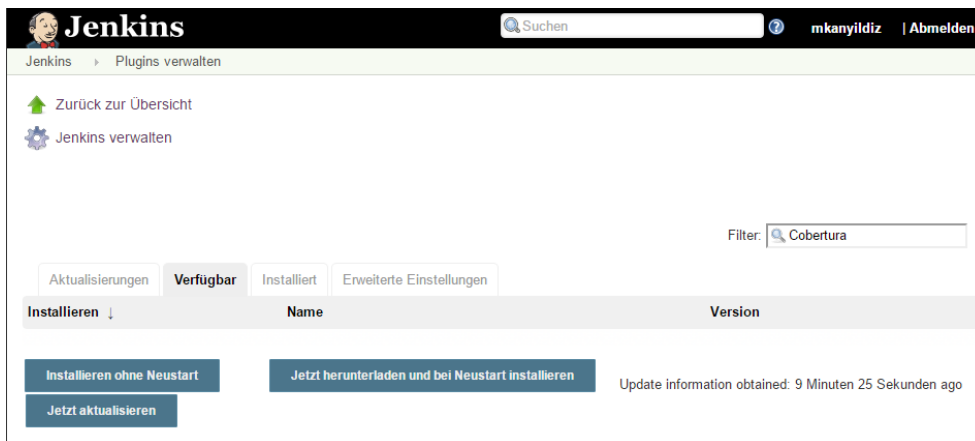 Jenkins
Suchen
mkanyildiz | Abmelden
Jenkins Plugins verwalten
Zurück zur Übersicht
Jenkins verwalten
Filter: Cobertura
Aktualisierungen Verfügbar Installiert Erweiterte Einstellungen
Installieren ↓ Name Version
Installieren ohne Neustart Jetzt herunterladen und bei Neustart installieren Update information obtained: 9 Minuten 25 Sekunden ago
Jetzt aktualisieren